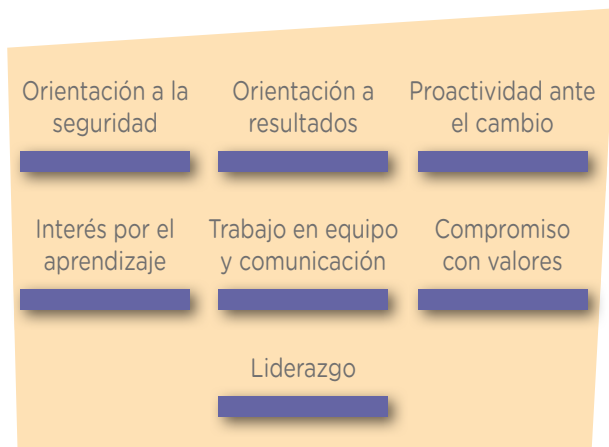 Orientación a la
seguridad
Orientación a
resultados
Proactividad ante
el cambio
Interés por el
aprendizaje
Trabajo en equipo
y comunicación
Compromiso
con valores
Liderazgo